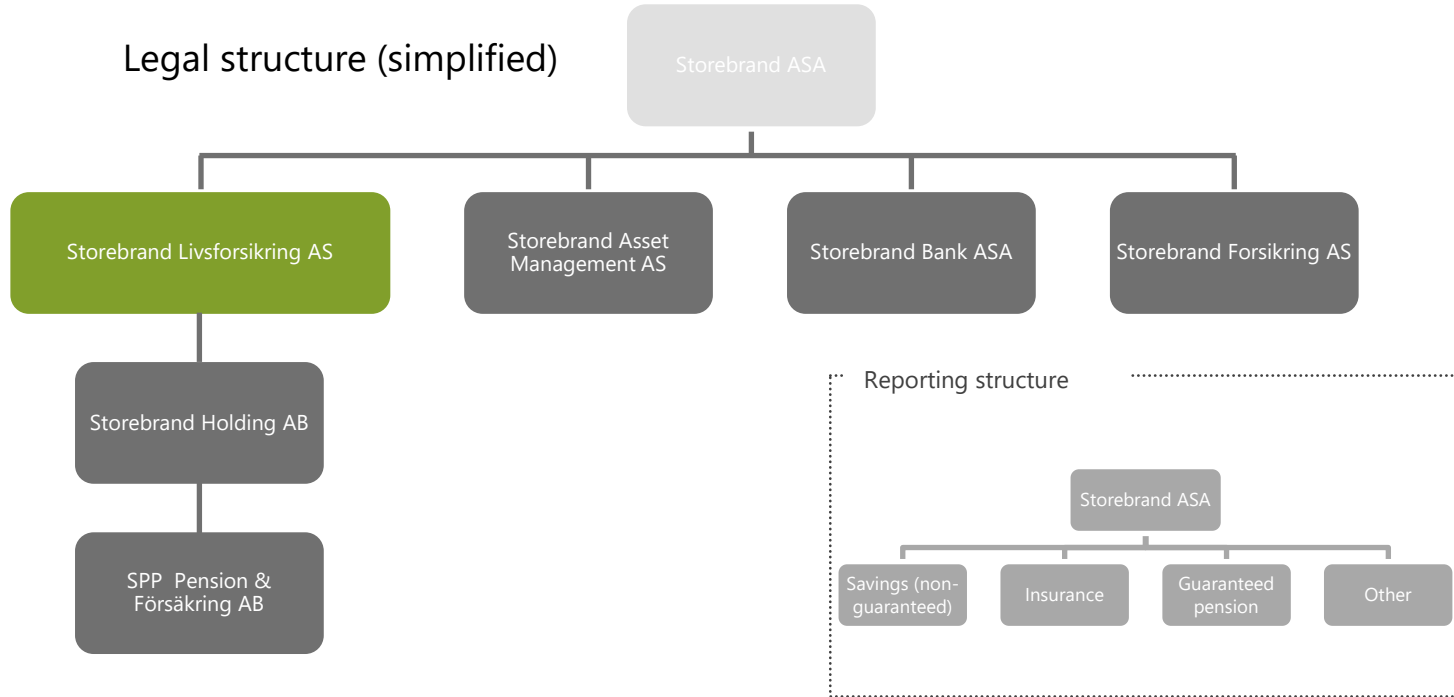 Legal structure (simplified)
Storebrand ASA
Storebrand Livsforsikring AS
Storebrand Asset
Management AS
Storebrand Bank ASA
Storebrand Forsikring AS
Storebrand Holding AB
SPP Pension &
Försäkring AB
Reporting structure
Storebrand ASA
Savings (non-
guaranteed)
Insurance
Guaranteed
pension
Other